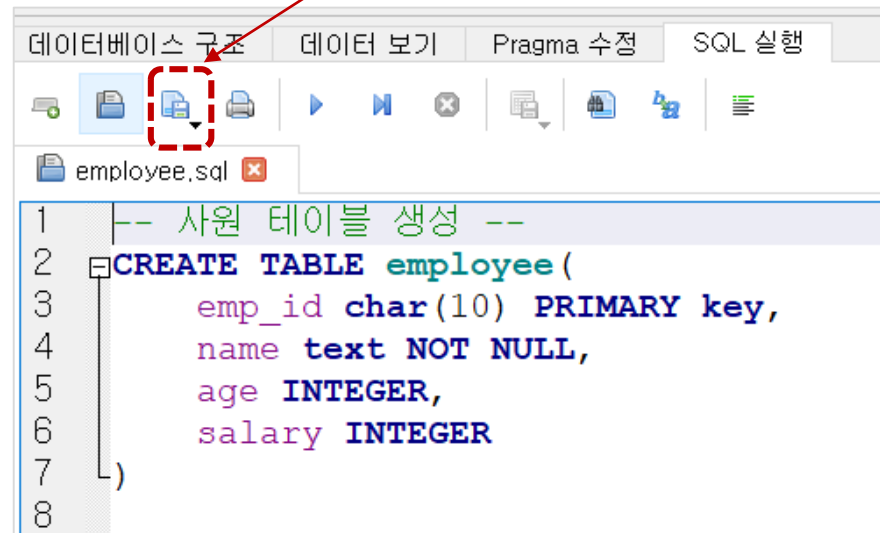 데이터베이스 구조 데이터 보기 Pragma 수정 SQL 실행
employee.sql
1 -- 사원 테이블 생성 --
2 CREATE TABLE employee(
3 emp_id char(10) PRIMARY key,
4 name text NOT NULL,
5 age INTEGER,
6 salary INTEGER
7 )
8